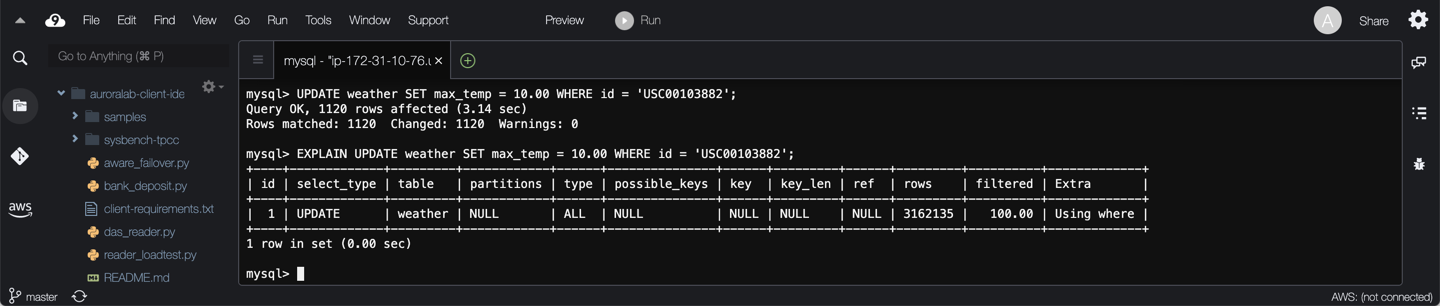 9 File Edit Find View Go Run Tools Window Support Preview Run A Share
Go to Anything (⌘ P)
mysql - "ip-172-31-10-76.u ×
auroralab-client-ide
samples
sysbench-tpcc
aware_failover.py
bank_deposit.py
client-requirements.txt
das_reader.py
reader_loadtest.py
README.md
aws
mysql> UPDATE weather SET max_temp = 10.00 WHERE id = 'USC00103882';
Query OK, 1120 rows affected (3.14 sec)
Rows matched: 1120  Changed: 1120  Warnings: 0
mysql> EXPLAIN UPDATE weather SET max_temp = 10.00 WHERE id = 'USC00103882';
+----+-------------+---------+------------+------+---------------+------+---------+------+---------+----------+-------------+
| id | select_type | table   | partitions | type | possible_keys | key  | key_len | ref  | rows    | filtered | Extra       |
+----+-------------+---------+------------+------+---------------+------+---------+------+---------+----------+-------------+
|  1 | UPDATE      | weather | NULL       | ALL  | NULL          | NULL | NULL    | NULL | 3162135 |   100.00 | Using where |
+----+-------------+---------+------------+------+---------------+------+---------+------+---------+----------+-------------+
1 row in set (0.00 sec)
mysql>
master
AWS: (not connected)